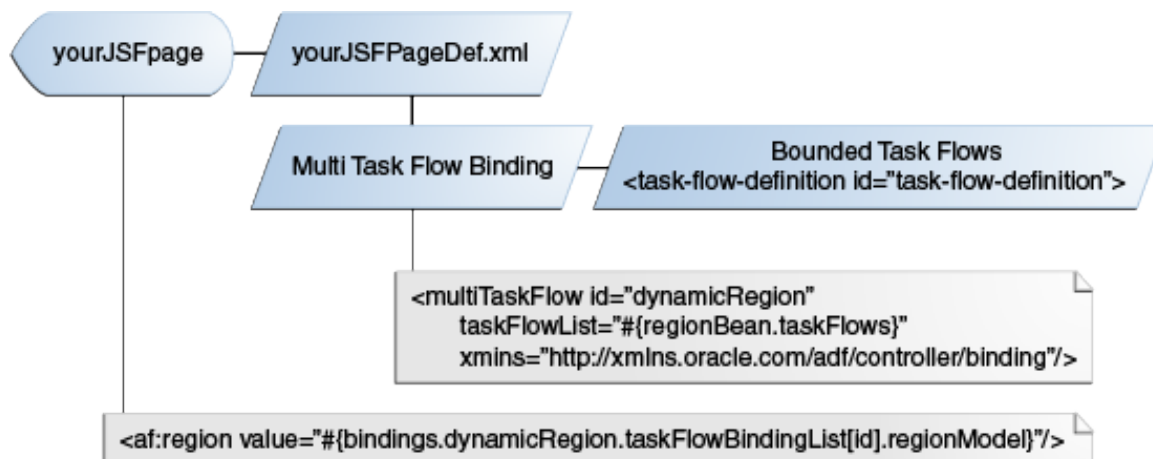 yourJSFpage
yourJSFPageDef.xml
Multi Task Flow Binding
Bounded Task Flows
<task-flow-definition id="task-flow-definition">
<multiTaskFlow id="dynamicRegion"
taskFlowList="#{regionBean.taskFlows}"
xmins="http://xmlns.oracle.com/adf/controller/binding"/>
<af:region value="#{bindings.dynamicRegion.taskFlowBindingList[id].regionModel}"/>